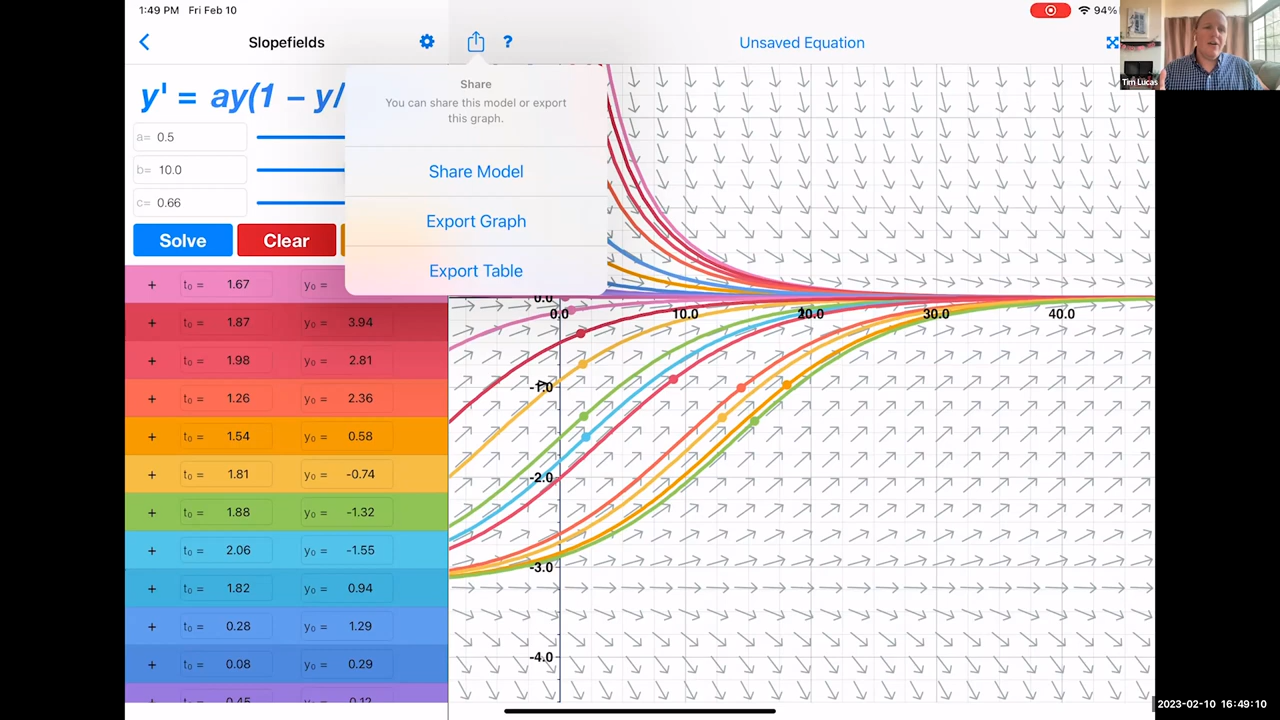 1:49 PM Fri Feb 10
94%
Slopefields
?
Unsaved Equation
Tim Lucas
y' = ay(1 − y/
Share
You can share this model or export
this graph.
a= 0.5
b= 10.0
Share Model
c= 0.66
Export Graph
Solve
Clear
Export Table
+ t₀ = 1.67 y₀ =
+ t₀ = 1.87 y₀ = 3.94
+ t₀ = 1.98 y₀ = 2.81
+ t₀ = 1.26 y₀ = 2.36
+ t₀ = 1.54 y₀ = 0.58
+ t₀ = 1.81 y₀ = -0.74
+ t₀ = 1.88 y₀ = -1.32
+ t₀ = 2.06 y₀ = -1.55
+ t₀ = 1.82 y₀ = 0.94
+ t₀ = 0.28 y₀ = 1.29
+ t₀ = 0.08 y₀ = 0.29
0.0
0.0 10.0 20.0 30.0 40.0
-1.0
-2.0
-3.0
-4.0
2023-02-10 16:49:10